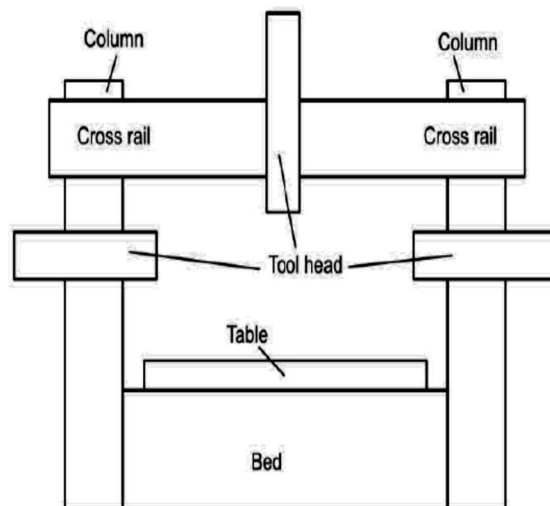 Column
Column
Cross rail
Cross rail
Tool head
Table
Bed